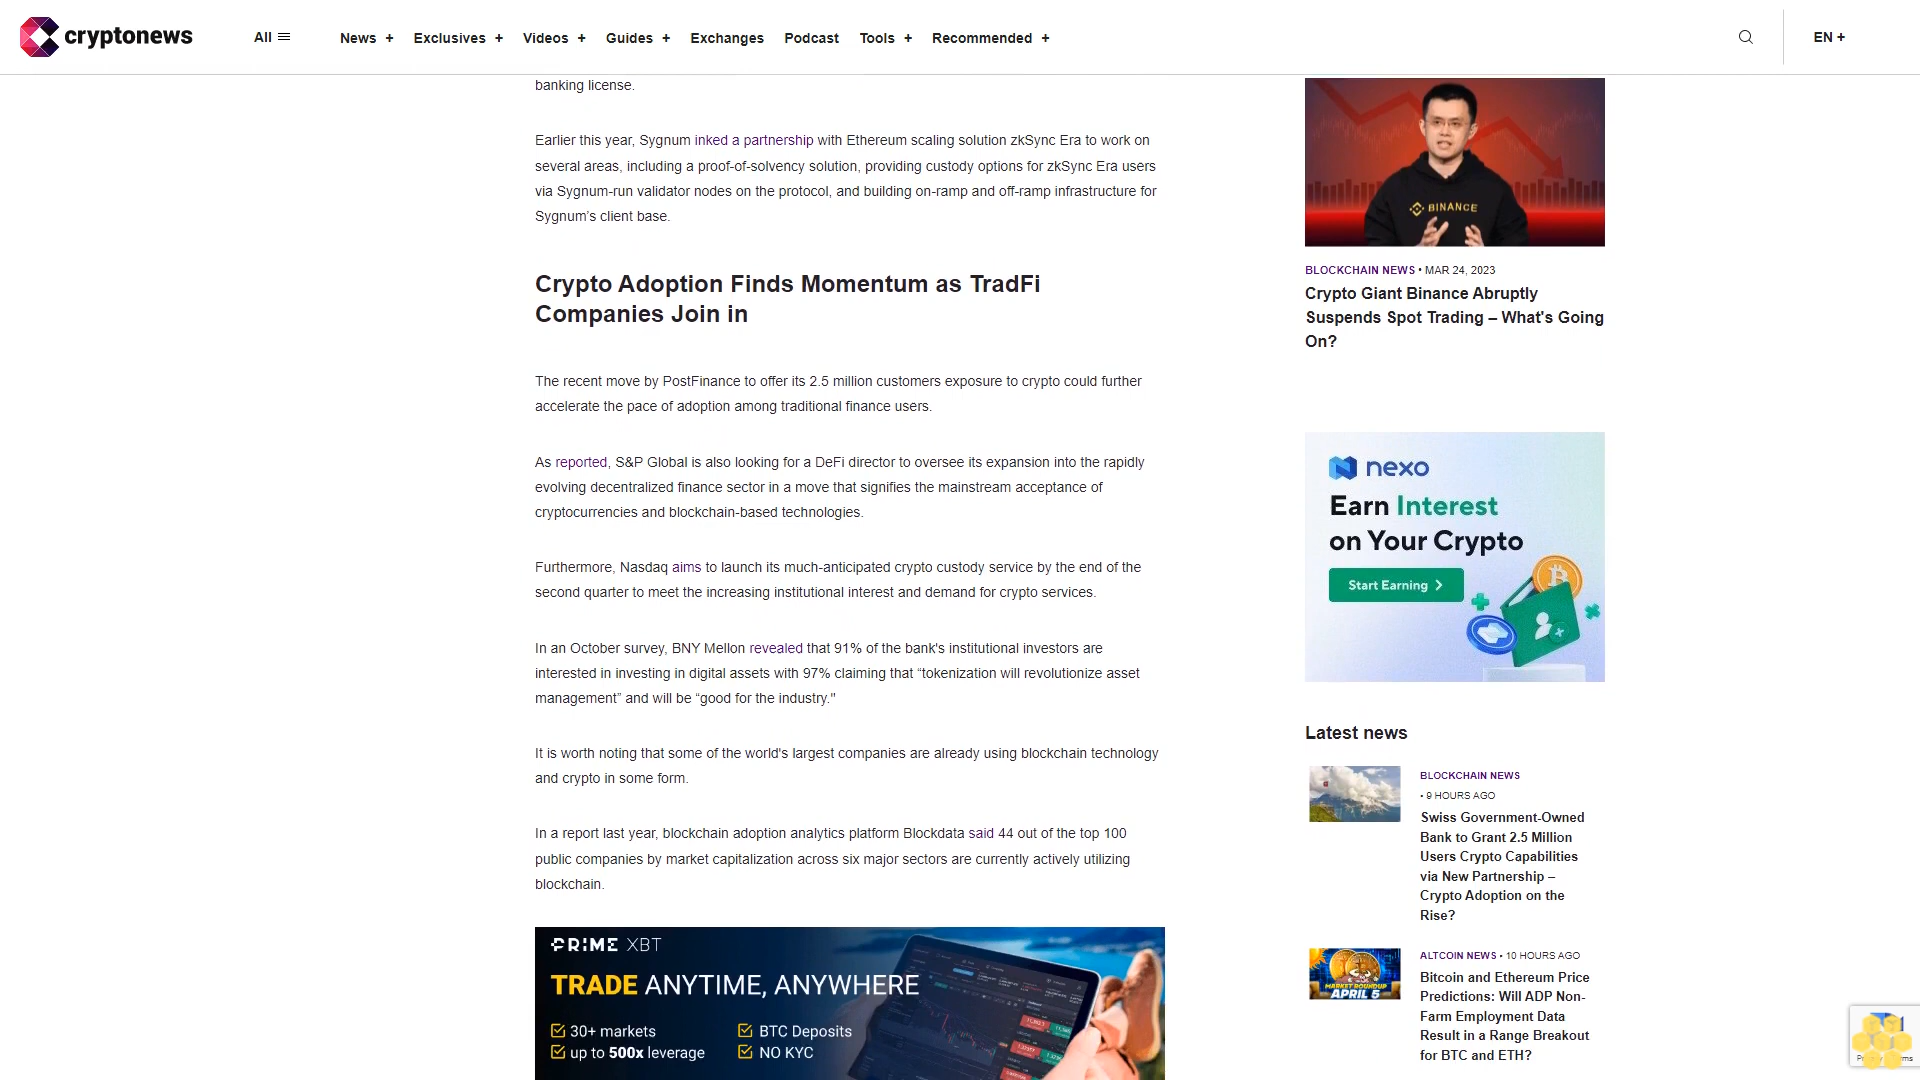 cryptonews
All
News +
Exclusives +
Videos +
Guides +
Exchanges
Podcast
Tools +
Recommended +
EN +
banking license.
Earlier this year, Sygnum inked a partnership with Ethereum scaling solution zkSync Era to work on
several areas, including a proof-of-solvency solution, providing custody options for zkSync Era users
via Sygnum-run validator nodes on the protocol, and building on-ramp and off-ramp infrastructure for
Sygnum’s client base.
Crypto Adoption Finds Momentum as TradFi
Companies Join in
The recent move by PostFinance to offer its 2.5 million customers exposure to crypto could further
accelerate the pace of adoption among traditional finance users.
As reported, S&P Global is also looking for a DeFi director to oversee its expansion into the rapidly
evolving decentralized finance sector in a move that signifies the mainstream acceptance of
cryptocurrencies and blockchain-based technologies.
Furthermore, Nasdaq aims to launch its much-anticipated crypto custody service by the end of the
second quarter to meet the increasing institutional interest and demand for crypto services.
In an October survey, BNY Mellon revealed that 91% of the bank's institutional investors are
interested in investing in digital assets with 97% claiming that “tokenization will revolutionize asset
management” and will be “good for the industry."
It is worth noting that some of the world's largest companies are already using blockchain technology
and crypto in some form.
In a report last year, blockchain adoption analytics platform Blockdata said 44 out of the top 100
public companies by market capitalization across six major sectors are currently actively utilizing
blockchain.
PRIME XBT
TRADE ANYTIME, ANYWHERE
30+ markets
BTC Deposits
up to 500x leverage
NO KYC
BINANCE
BLOCKCHAIN NEWS • MAR 24, 2023
Crypto Giant Binance Abruptly
Suspends Spot Trading – What's Going
On?
nexo
Earn Interest
on Your Crypto
Start Earning
Latest news
BLOCKCHAIN NEWS
• 9 HOURS AGO
Swiss Government-Owned
Bank to Grant 2.5 Million
Users Crypto Capabilities
via New Partnership –
Crypto Adoption on the
Rise?
MARKET ROUNDUP
APRIL 5
ALTCOIN NEWS • 10 HOURS AGO
Bitcoin and Ethereum Price
Predictions: Will ADP Non-
Farm Employment Data
Result in a Range Breakout
for BTC and ETH?